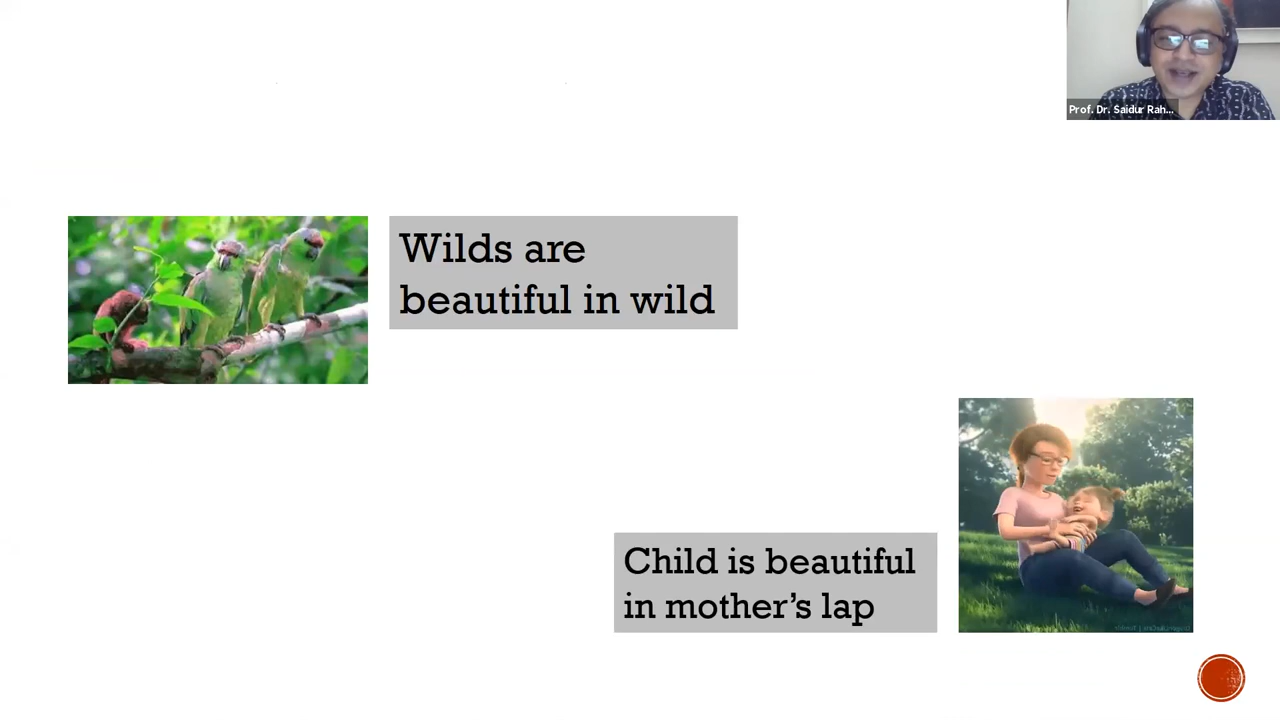 Prof. Dr. Saidur Rah...
Wilds are
beautiful in wild
Child is beautiful
in mother’s lap